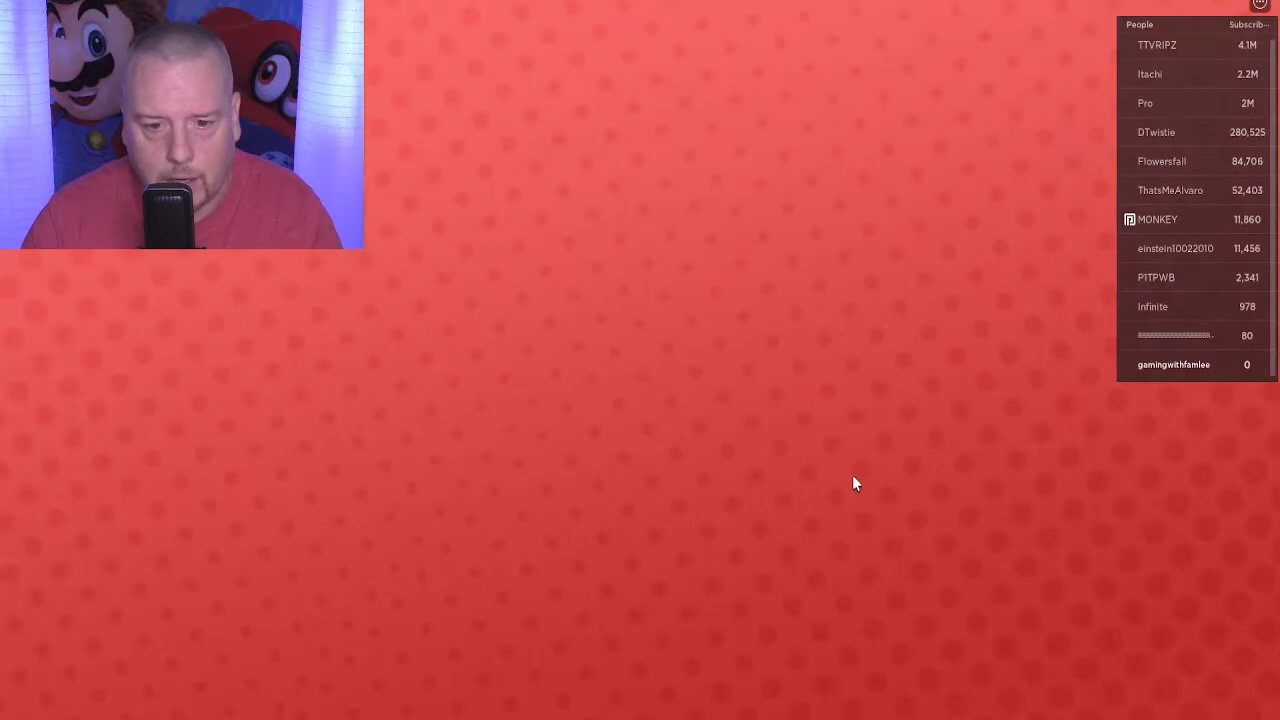 People Subscrib...
TTVRIPZ 4.1M
Itachi 2.2M
Pro 2M
DTwistie 280,525
Flowersfall 84,706
ThatsMeAlvaro 52,403
MONKEY 11,860
einstein10022010 11,456
P1TPWB 2,341
Infinite 978
80
gamingwithfamlee 0